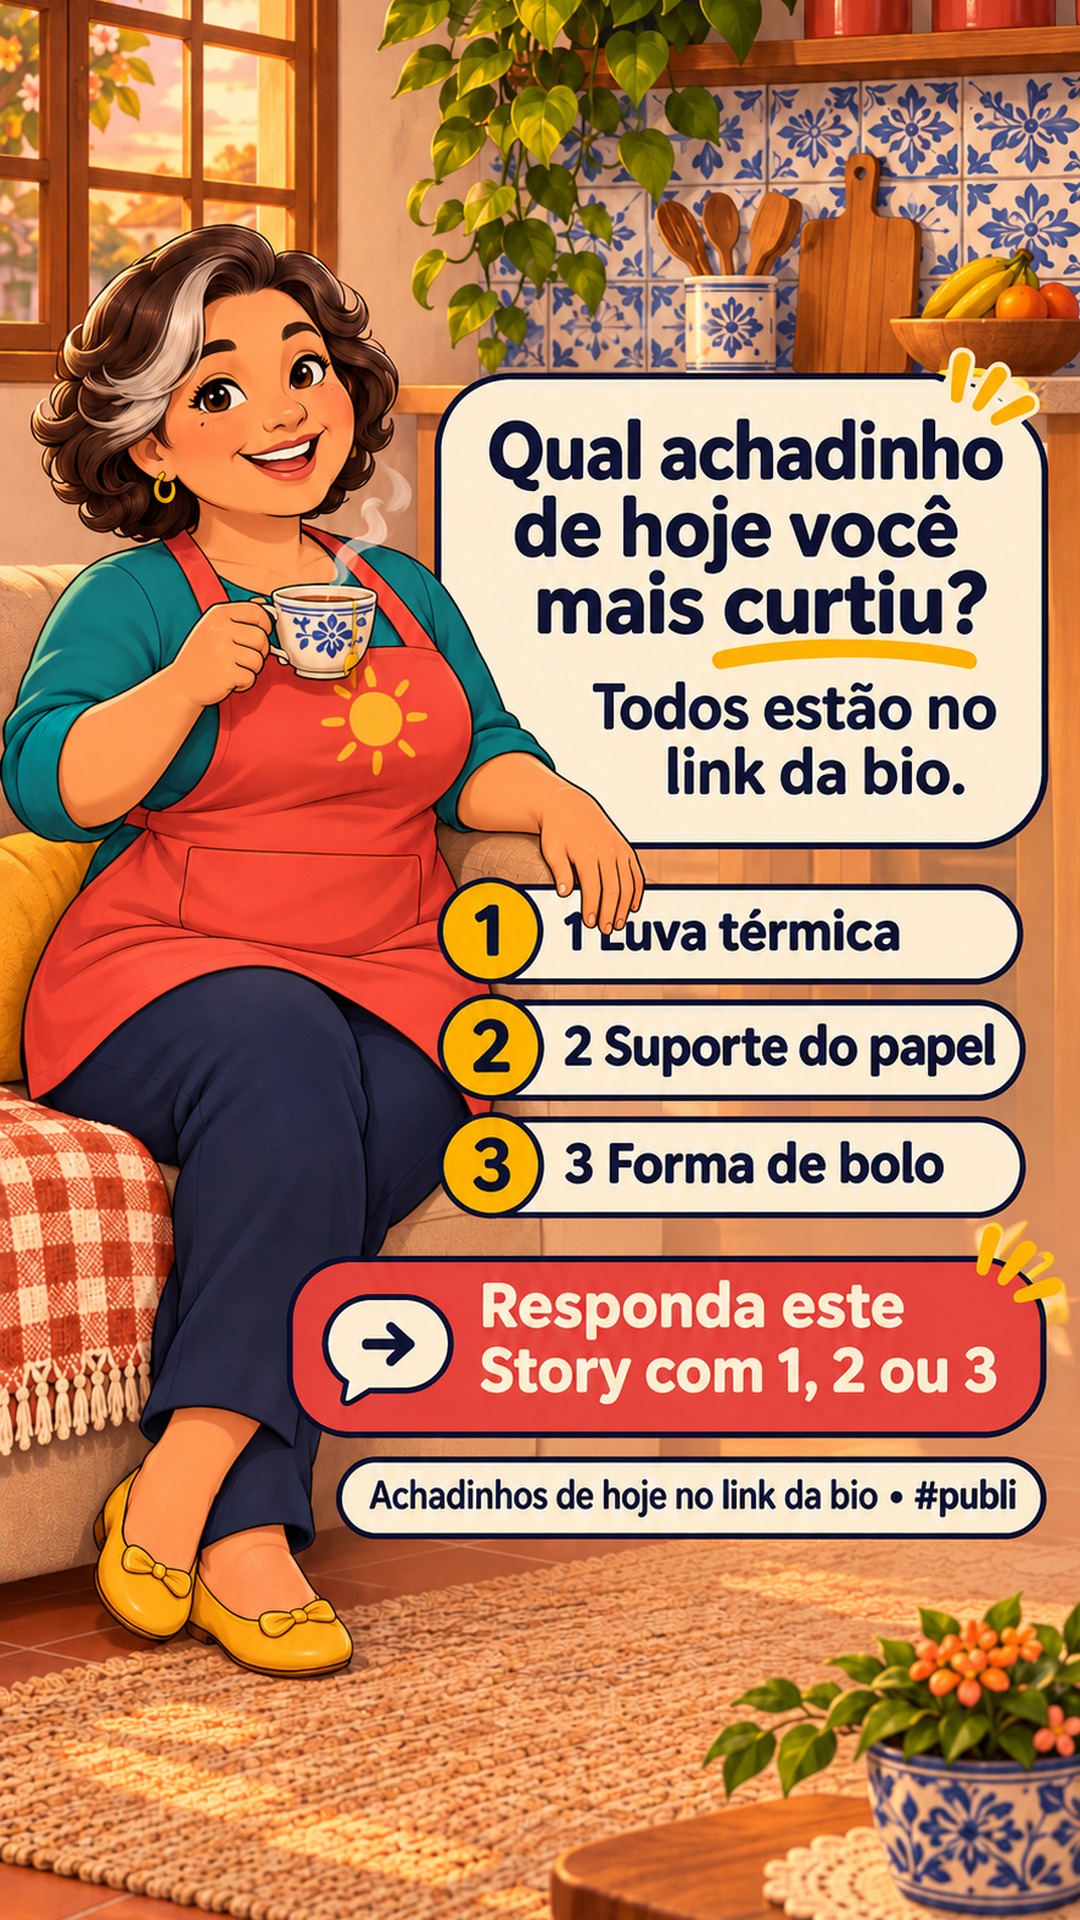 Qual achadinho
de hoje você
mais curtiu?
Todos estão no
link da bio.
1 1 Luva térmica
2 2 Suporte do papel
3 3 Forma de bolo
Responda este
Story com 1, 2 ou 3
Achadinhos de hoje no link da bio • #publi